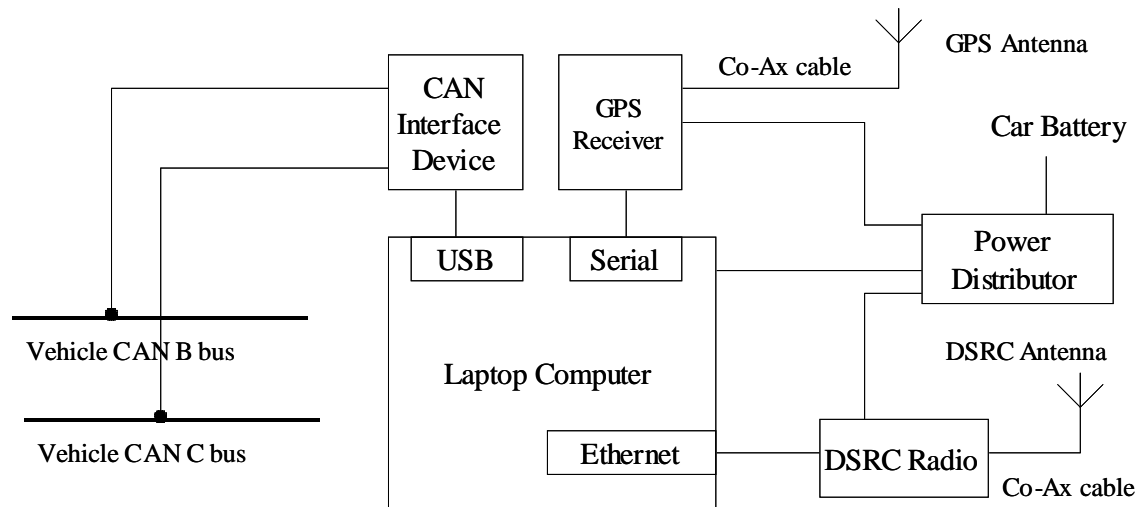 CAN
Interface
Device
GPS
Receiver
Co-Ax cable
GPS Antenna
Car Battery
USB
Serial
Power
Distributor
Vehicle CAN B bus
Laptop Computer
DSRC Antenna
Vehicle CAN C bus
Ethernet
DSRC Radio
Co-Ax cable